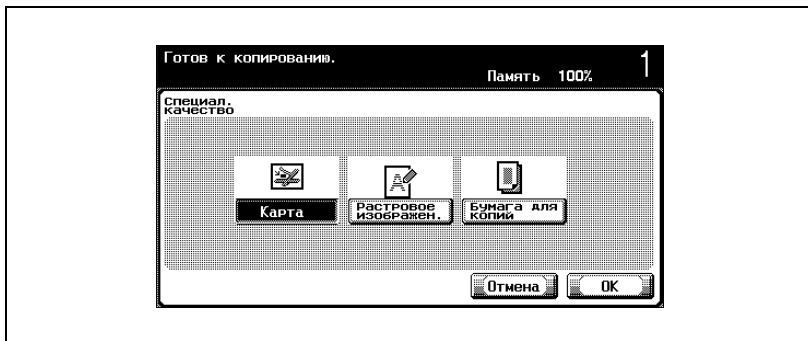 Готов к копированию.
Память 100% 1
Специал.
качество
Карта
Растровое
изображен.
Бумага для
копий
Отмена
OK